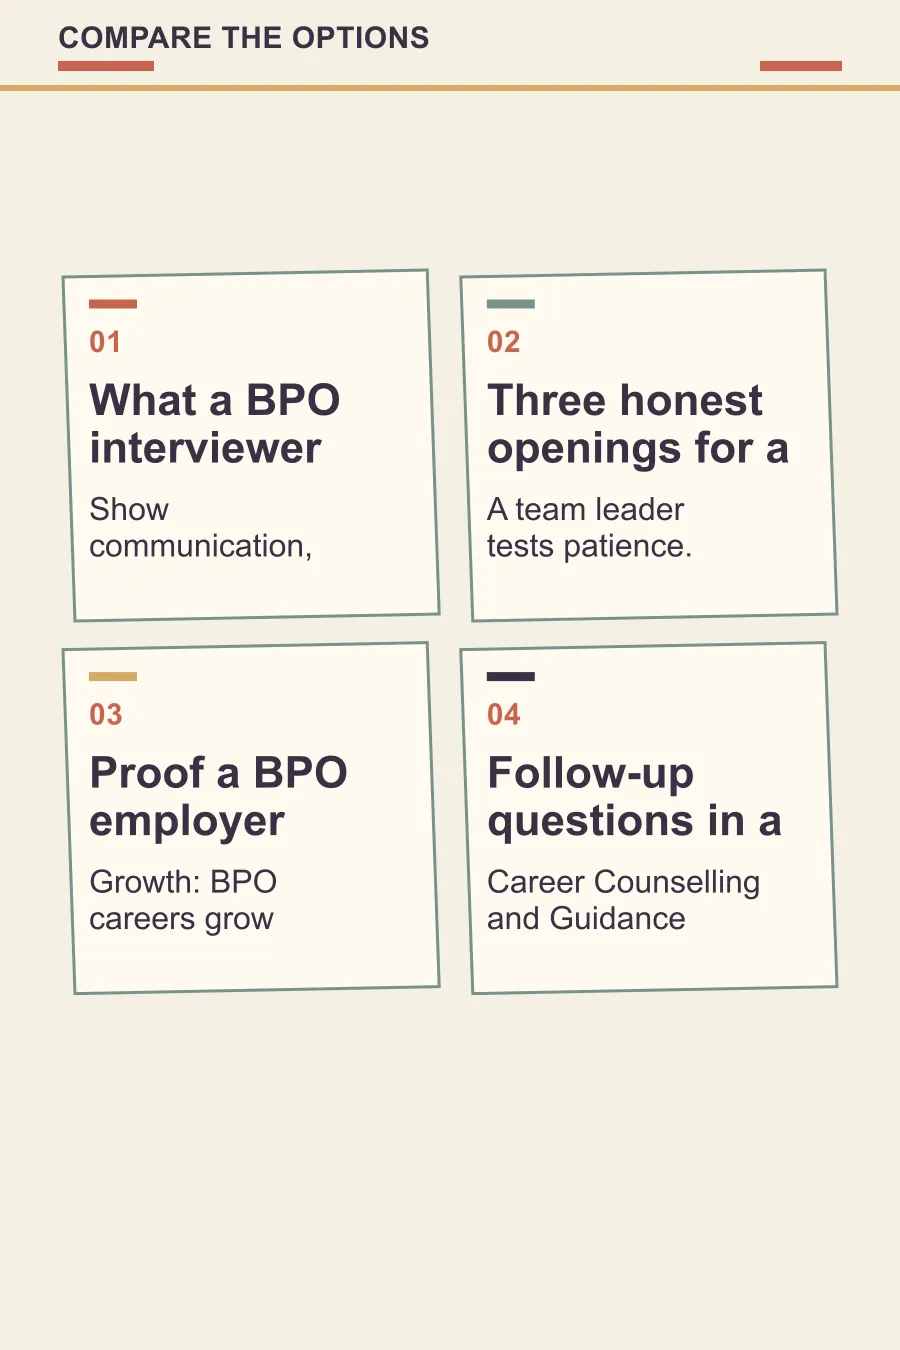 COMPARE THE OPTIONS
01
What a BPO
interviewer
Show
communication,
02
Three honest
openings for a
A team leader
tests patience.
03
Proof a BPO
employer
Growth: BPO
careers grow
04
Follow-up
questions in a
Career Counselling
and Guidance